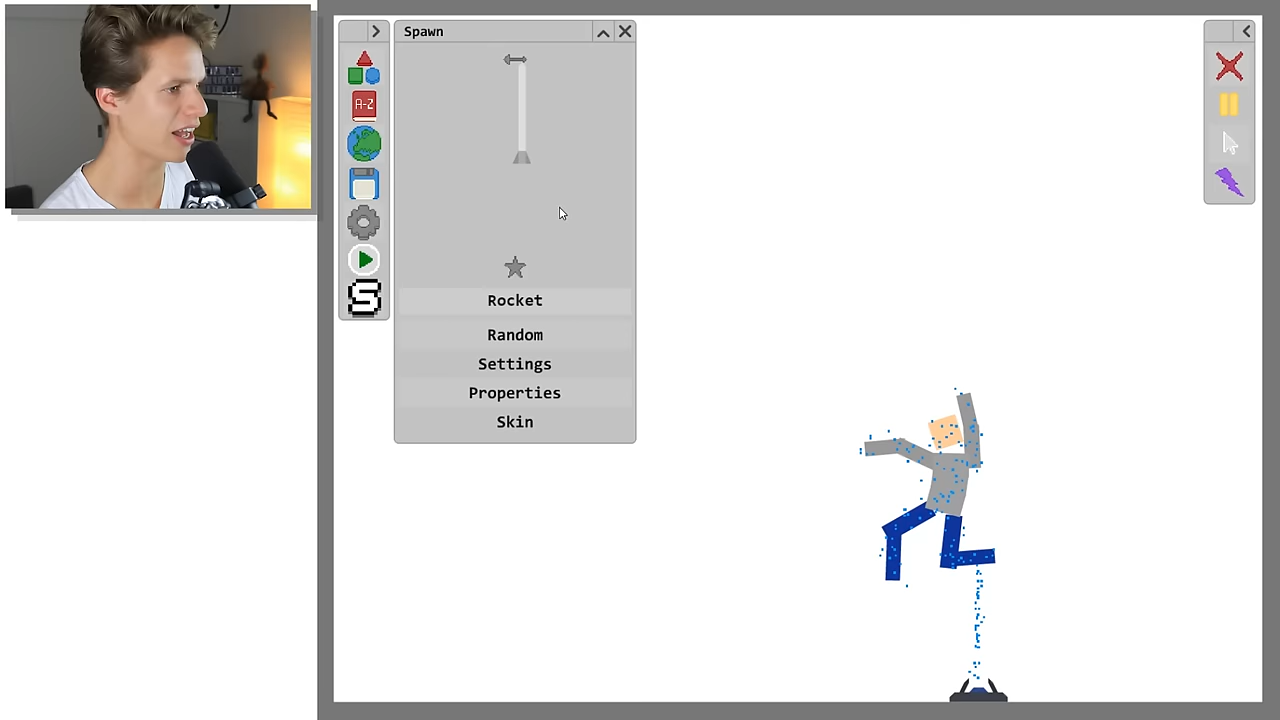 Spawn
A-Z
S
Rocket
Random
Settings
Properties
Skin